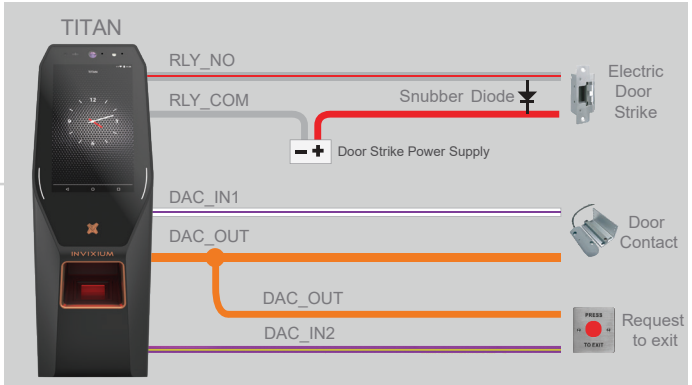 TITAN
RLY_NO
Electric
Door
Strike
RLY_COM
Snubber Diode
Door Strike Power Supply
12
DAC_IN1
Door
Contact
DAC_OUT
INVIXIUM
DAC_OUT
PRESS
TO EXIT
Request
to exit
DAC_IN2